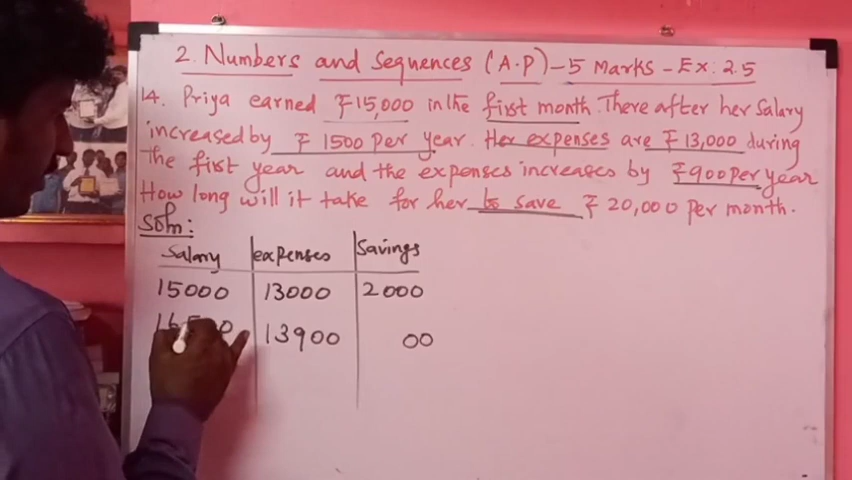 2. Numbers and Sequences (A.P) - 5 Marks - Ex: 2.5
14. Priya earned ₹ 15,000 in the first month. There after her Salary
increased by ₹ 1500 per year. Her expenses are ₹ 13,000 during
the first year and the expenses increases by ₹ 900 per year
How long will it take for her to save ₹ 20,000 per month.
Soln:
Salary expenses Savings
15000 13000 2000
13900 00